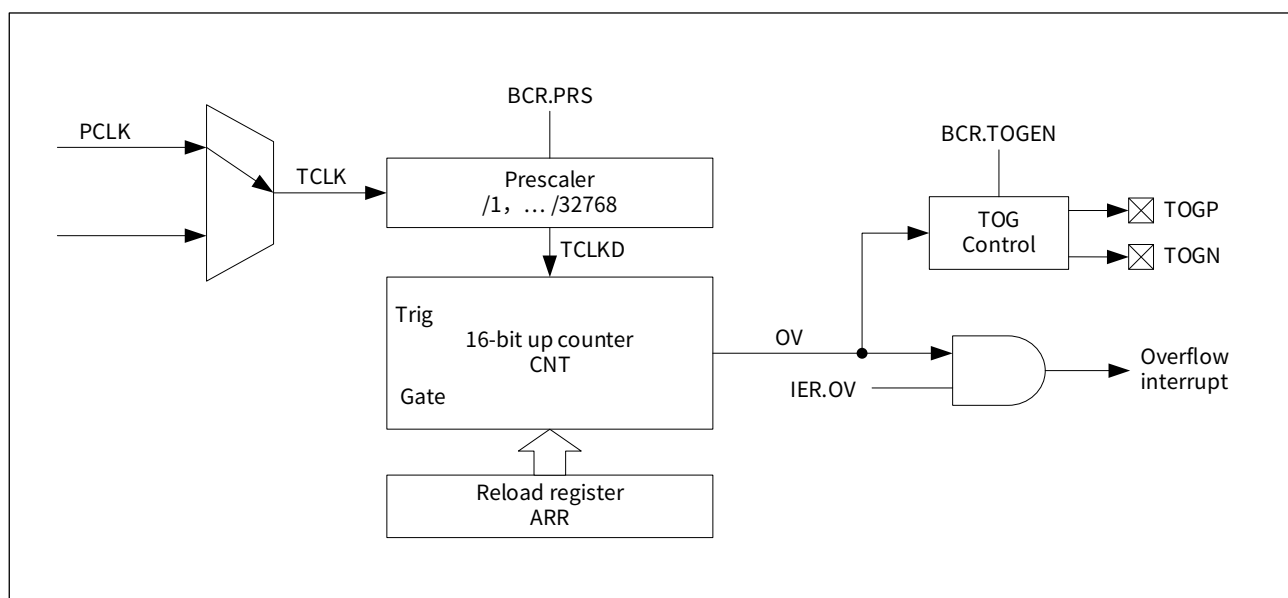 BCR.PRS
PCLK
BCR.TOGEN
TCLK
Prescaler
/1， … /32768
TOGP
TOG
Control
TOGN
TCLKD
Trig
16-bit up counter
CNT
OV
Overflow
interrupt
IER.OV
Gate
Reload register
ARR